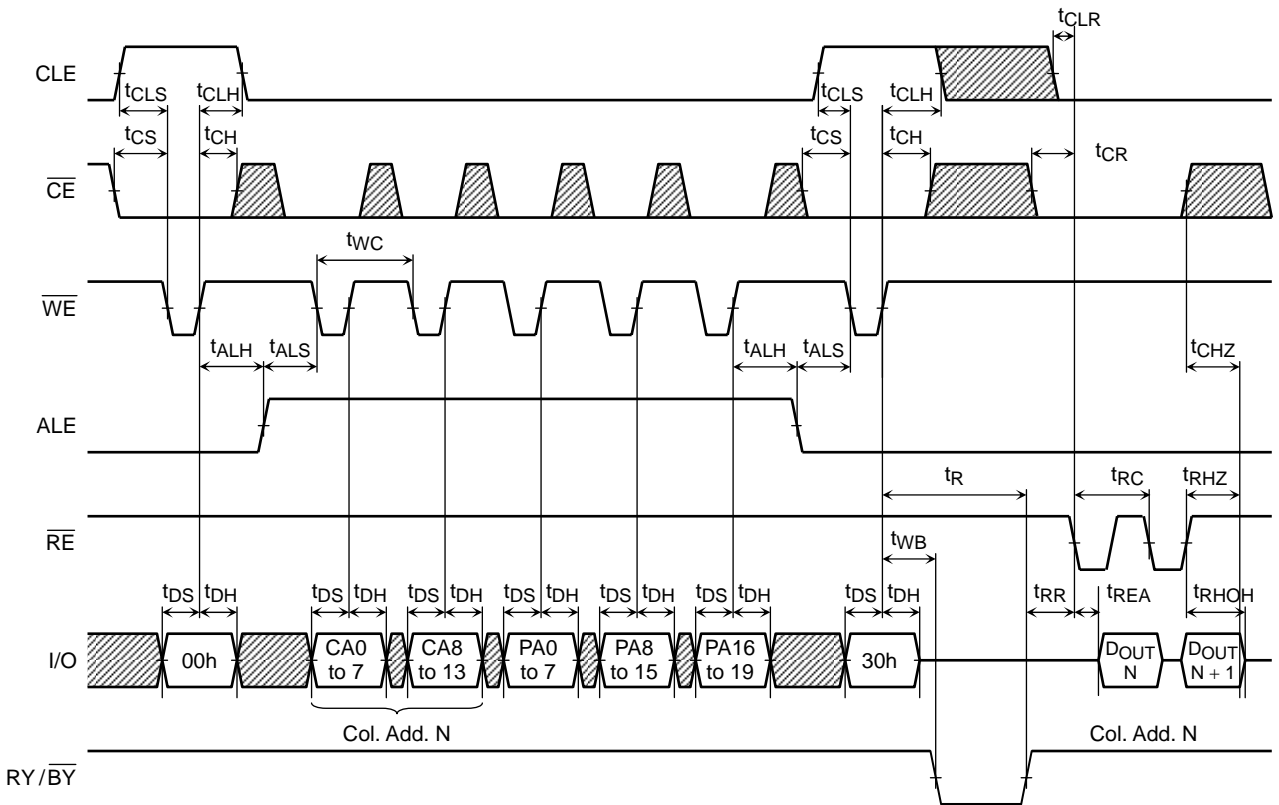 tCLR
CLE
tCLS tCLH tCLS tCLH
tCS tCH tCS tCH tCR
CE
tWC
WE
tALH tALS tALH tALS tCHZ
ALE
tR tRC tRHZ
RE
tWB
tDS tDH tDS tDH tDS tDH tDS tDH tDS tDH tDS tDH tDS tDH tRR tREA tRHOH
I/O 00h CA0 to 7 CA8 to 13 PA0 to 7 PA8 to 15 PA16 to 19 30h DOUT N DOUT N + 1
Col. Add. N Col. Add. N
RY/BY